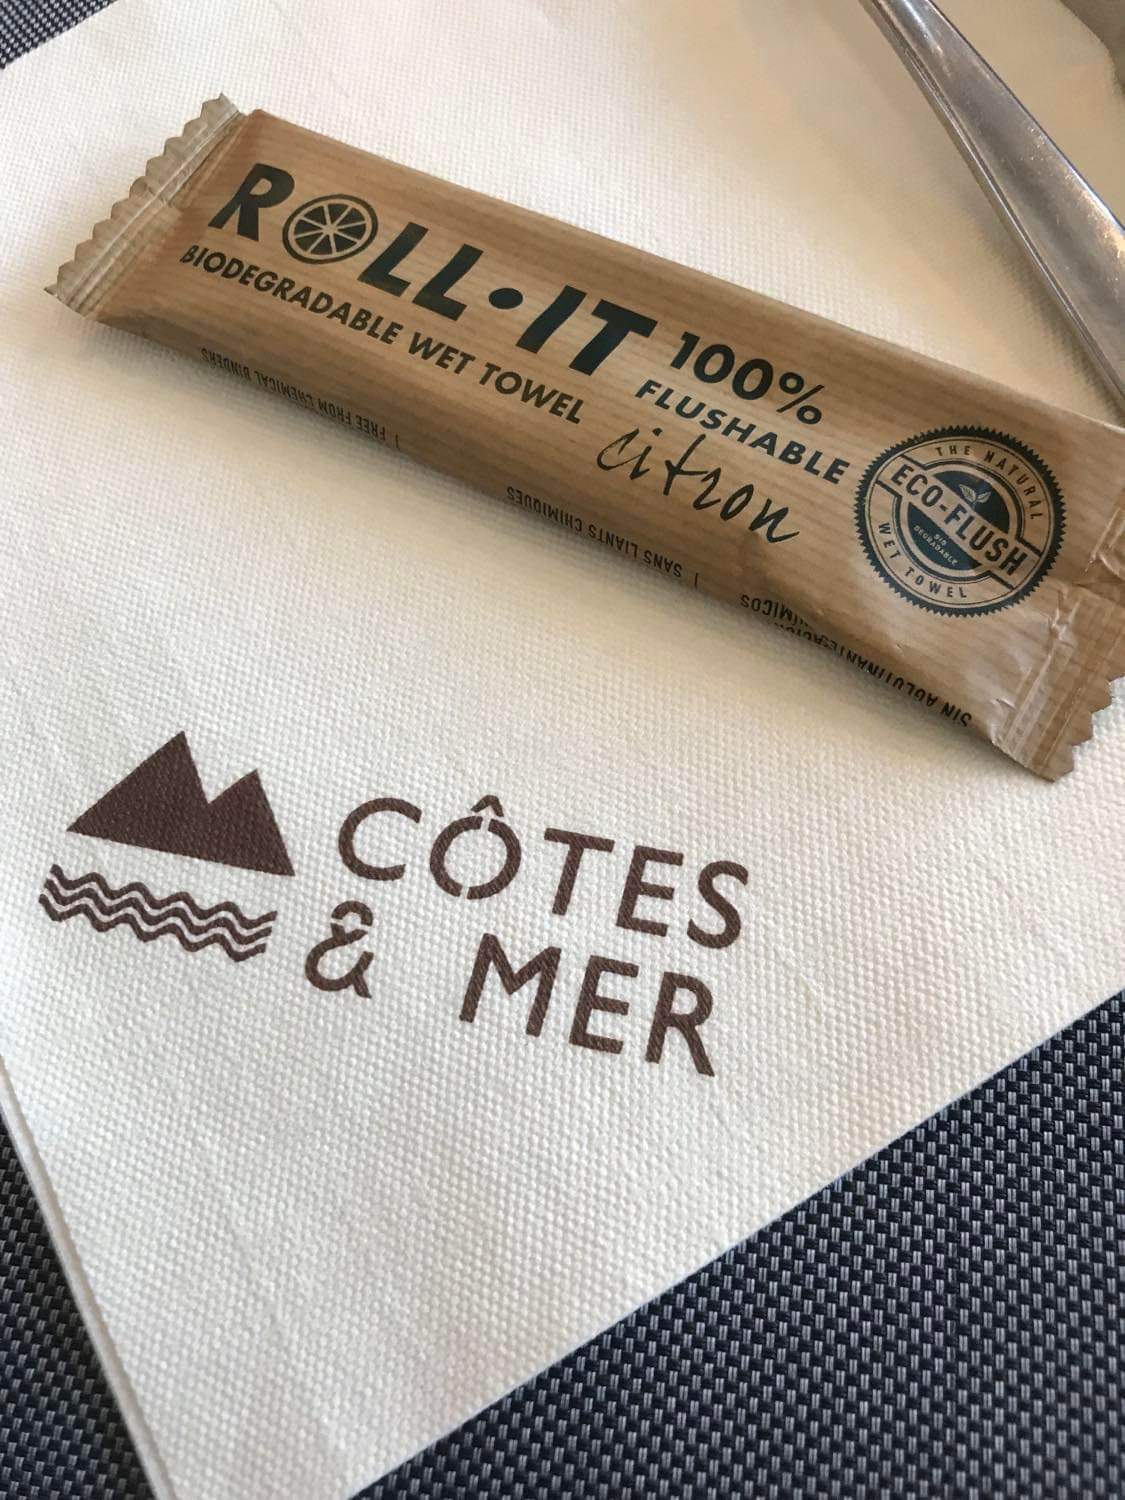 ROLL·IT
BIODEGRADABLE WET TOWEL
100%
FLUSHABLE
citron
THE NATURAL
ECO-FLUSH
BIO
DEGRADABLE
WET TOWEL
| FREE FROM CHEMICAL BINDERS
| SANS LIANTS CHIMIQUES
SIN
CÔTES
& MER